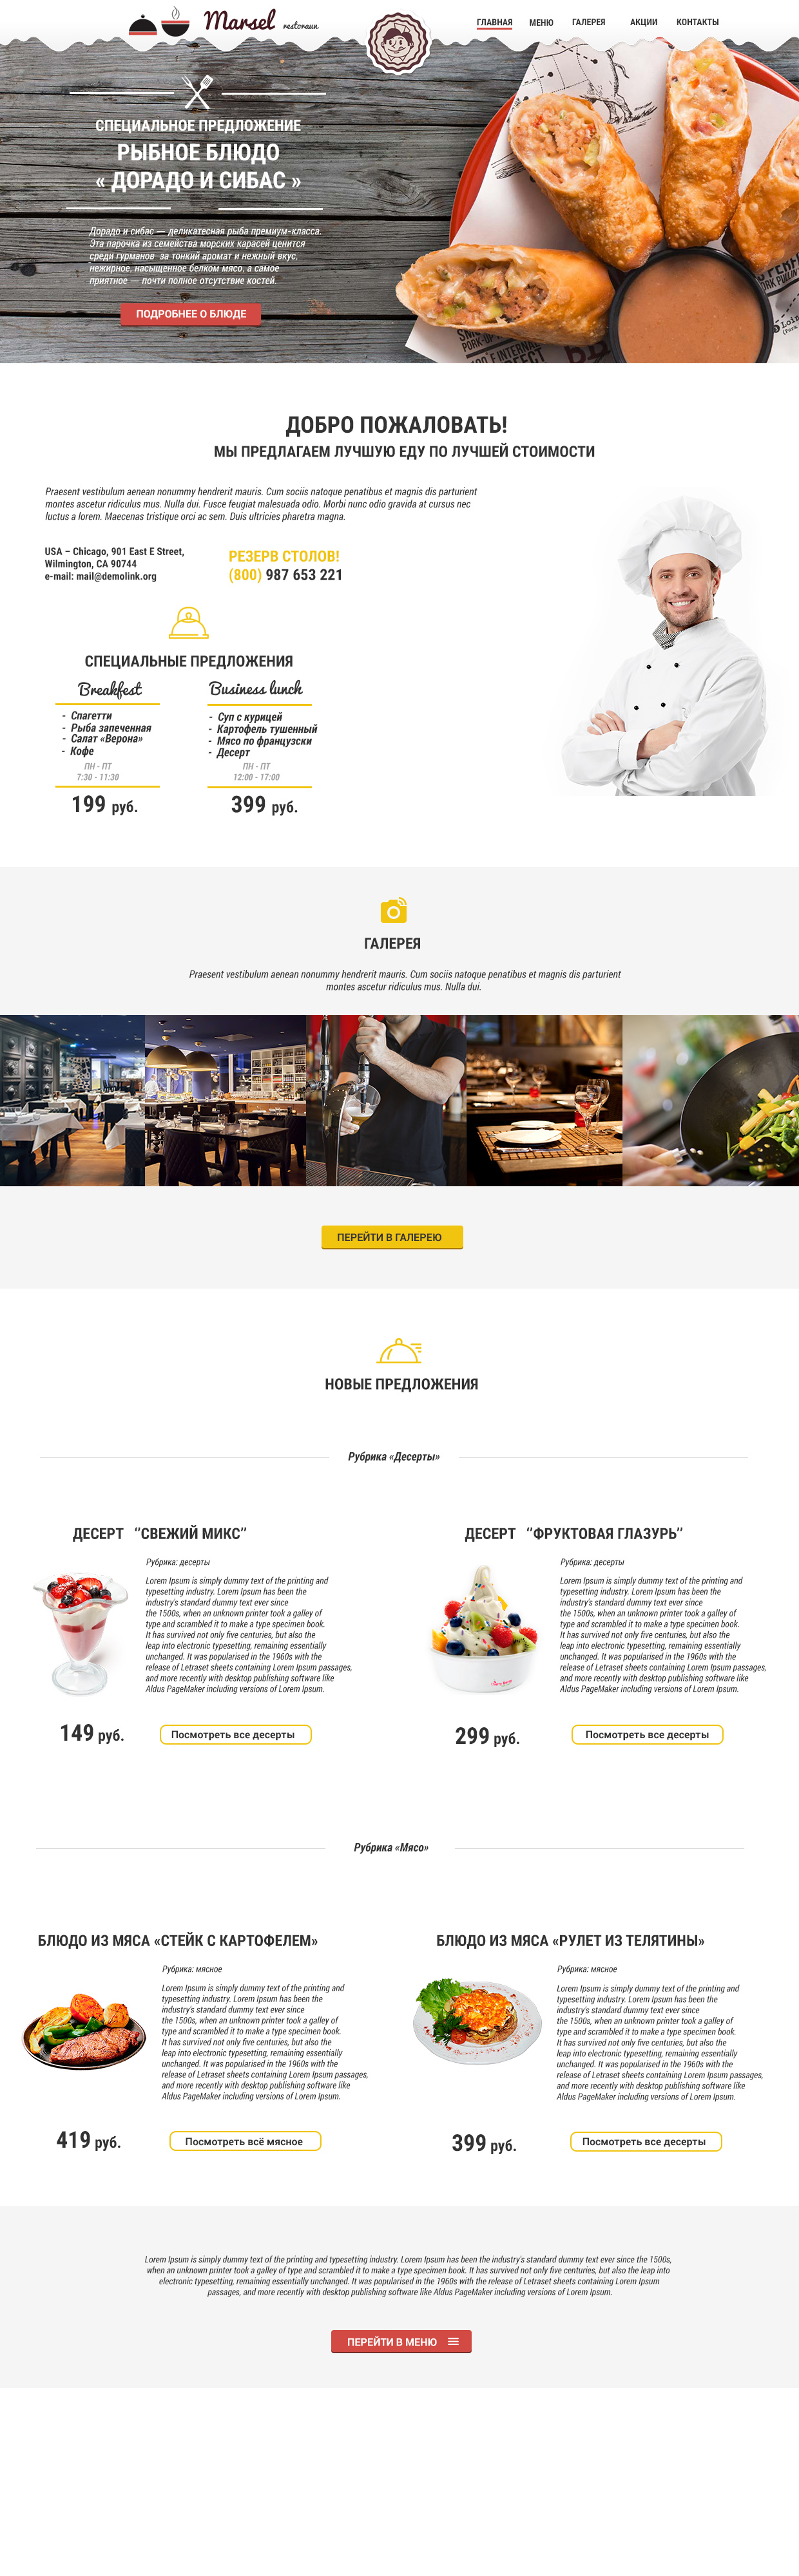 Marsel restoraun
ГЛАВНАЯ МЕНЮ ГАЛЕРЕЯ АКЦИИ КОНТАКТЫ
СПЕЦИАЛЬНОЕ ПРЕДЛОЖЕНИЕ
РЫБНОЕ БЛЮДО
« ДОРАДО И СИБАС »
Дорадо и сибас — деликатесная рыба премиум-класса.
Эта парочка из семейства морских карасей ценится
среди гурманов за тонкий аромат и нежный вкус,
нежирное, насыщенное белком мясо, а самое
приятное — почти полное отсутствие костей.
ПОДРОБНЕЕ О БЛЮДЕ
ДОБРО ПОЖАЛОВАТЬ!
МЫ ПРЕДЛАГАЕМ ЛУЧШУЮ ЕДУ ПО ЛУЧШЕЙ СТОИМОСТИ
Praesent vestibulum aenean nonummy hendrerit mauris. Cum sociis natoque penatibus et magnis dis parturient
montes ascetur ridiculus mus. Nulla dui. Fusce feugiat malesuada odio. Morbi nunc odio gravida at cursus nec
luctus a lorem. Maecenas tristique orci ac sem. Duis ultricies pharetra magna.
USA – Chicago, 901 East E Street,
Wilmington, CA 90744
e-mail: mail@demolink.org
РЕЗЕРВ СТОЛОВ!
(800) 987 653 221
СПЕЦИАЛЬНЫЕ ПРЕДЛОЖЕНИЯ
Breakfest
- Спагетти
- Рыба запеченная
- Салат «Верона»
- Кофе
ПН - ПТ
7:30 - 11:30
199 руб.
Business lunch
- Суп с курицей
- Картофель тушенный
- Мясо по французски
- Десерт
ПН - ПТ
12:00 - 17:00
399 руб.
ГАЛЕРЕЯ
Praesent vestibulum aenean nonummy hendrerit mauris. Cum sociis natoque penatibus et magnis dis parturient
montes ascetur ridiculus mus. Nulla dui.
ПЕРЕЙТИ В ГАЛЕРЕЮ
НОВЫЕ ПРЕДЛОЖЕНИЯ
Рубрика «Десерты»
ДЕСЕРТ ‘‘СВЕЖИЙ МИКС’’
Рубрика: десерты
Lorem Ipsum is simply dummy text of the printing and
typesetting industry. Lorem Ipsum has been the
industry's standard dummy text ever since
the 1500s, when an unknown printer took a galley of
type and scrambled it to make a type specimen book.
It has survived not only five centuries, but also the
leap into electronic typesetting, remaining essentially
unchanged. It was popularised in the 1960s with the
release of Letraset sheets containing Lorem Ipsum passages,
and more recently with desktop publishing software like
Aldus PageMaker including versions of Lorem Ipsum.
149 руб.
Посмотреть все десерты
ДЕСЕРТ ‘‘ФРУКТОВАЯ ГЛАЗУРЬ’’
Рубрика: десерты
Lorem Ipsum is simply dummy text of the printing and
typesetting industry. Lorem Ipsum has been the
industry's standard dummy text ever since
the 1500s, when an unknown printer took a galley of
type and scrambled it to make a type specimen book.
It has survived not only five centuries, but also the
leap into electronic typesetting, remaining essentially
unchanged. It was popularised in the 1960s with the
release of Letraset sheets containing Lorem Ipsum passages,
and more recently with desktop publishing software like
Aldus PageMaker including versions of Lorem Ipsum.
299 руб.
Посмотреть все десерты
Рубрика «Мясо»
БЛЮДО ИЗ МЯСА «СТЕЙК С КАРТОФЕЛЕМ»
Рубрика: мясное
Lorem Ipsum is simply dummy text of the printing and
typesetting industry. Lorem Ipsum has been the
industry's standard dummy text ever since
the 1500s, when an unknown printer took a galley of
type and scrambled it to make a type specimen book.
It has survived not only five centuries, but also the
leap into electronic typesetting, remaining essentially
unchanged. It was popularised in the 1960s with the
release of Letraset sheets containing Lorem Ipsum passages,
and more recently with desktop publishing software like
Aldus PageMaker including versions of Lorem Ipsum.
419 руб.
Посмотреть всё мясное
БЛЮДО ИЗ МЯСА «РУЛЕТ ИЗ ТЕЛЯТИНЫ»
Рубрика: мясное
Lorem Ipsum is simply dummy text of the printing and
typesetting industry. Lorem Ipsum has been the
industry's standard dummy text ever since
the 1500s, when an unknown printer took a galley of
type and scrambled it to make a type specimen book.
It has survived not only five centuries, but also the
leap into electronic typesetting, remaining essentially
unchanged. It was popularised in the 1960s with the
release of Letraset sheets containing Lorem Ipsum passages,
and more recently with desktop publishing software like
Aldus PageMaker including versions of Lorem Ipsum.
399 руб.
Посмотреть все десерты
Lorem Ipsum is simply dummy text of the printing and typesetting industry. Lorem Ipsum has been the industry's standard dummy text ever since the 1500s,
when an unknown printer took a galley of type and scrambled it to make a type specimen book. It has survived not only five centuries, but also the leap into
electronic typesetting, remaining essentially unchanged. It was popularised in the 1960s with the release of Letraset sheets containing Lorem Ipsum
passages, and more recently with desktop publishing software like Aldus PageMaker including versions of Lorem Ipsum.
ПЕРЕЙТИ В МЕНЮ